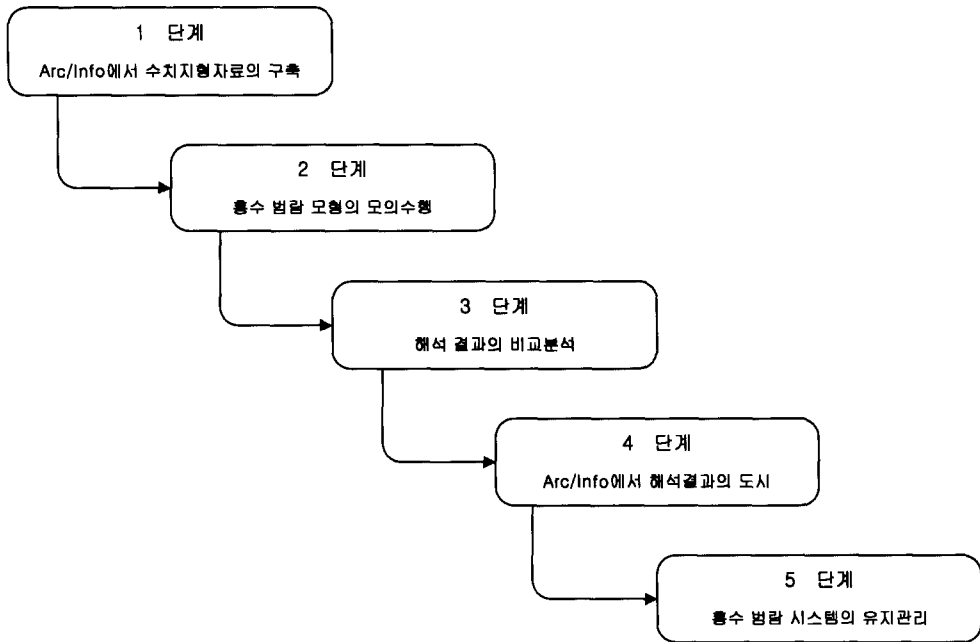 1 단계
Arc/Info에서 수치지형자료의 구축
2 단계
홍수 범람 모형의 모의수행
3 단계
해석 결과의 비교분석
4 단계
Arc/Info에서 해석결과의 도시
5 단계
홍수 범람 시스템의 유지관리